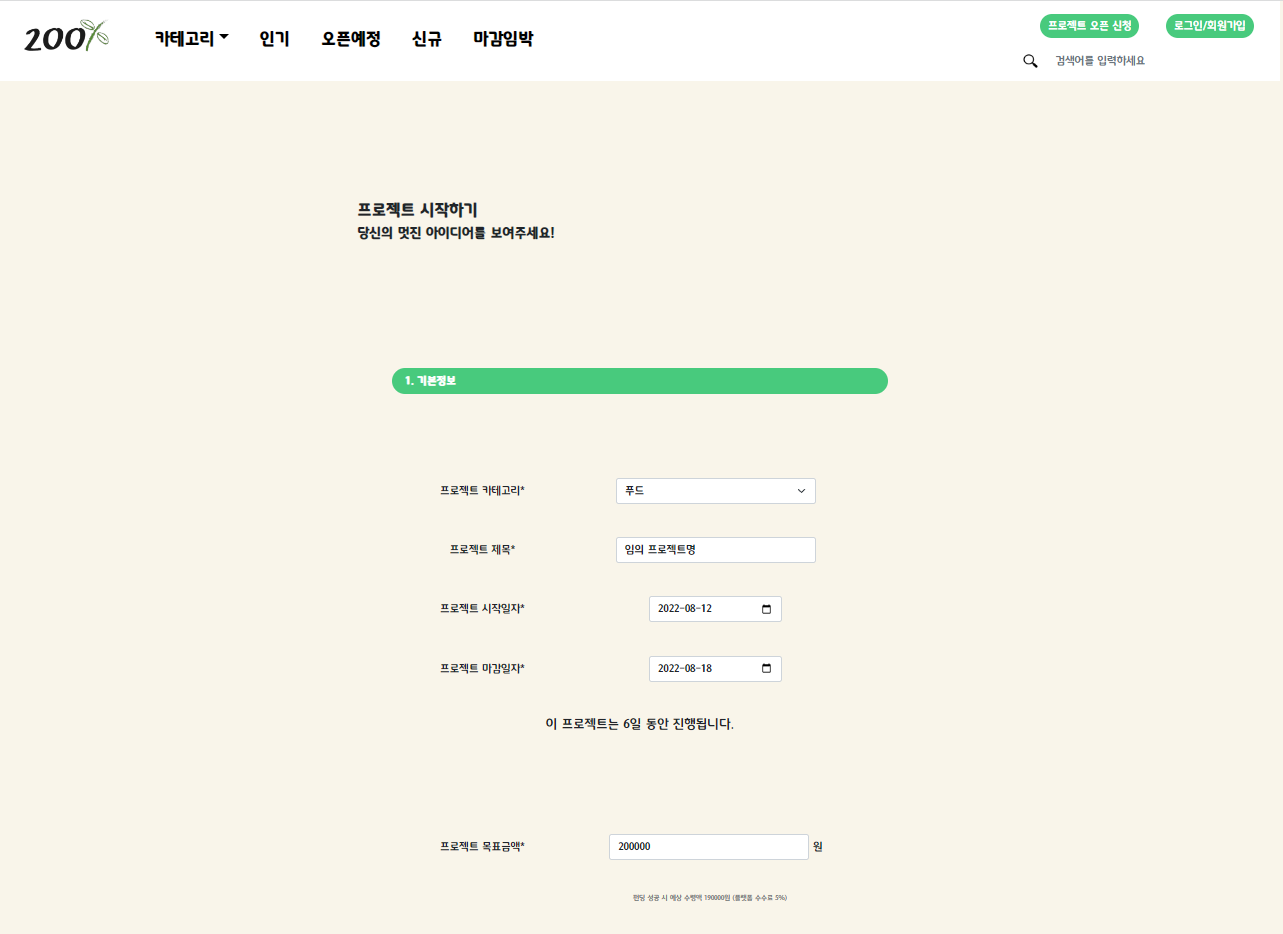 200%
카테고리 인기 오픈예정 신규 마감임박
프로젝트 오픈 신청 로그인/회원가입
검색어를 입력하세요
프로젝트 시작하기
당신의 멋진 아이디어를 보여주세요!
1. 기본정보
프로젝트 카테고리* 푸드
프로젝트 제목* 임의 프로젝트명
프로젝트 시작일자* 2022-08-12
프로젝트 마감일자* 2022-08-18
이 프로젝트는 6일 동안 진행됩니다.
프로젝트 목표금액* 200000 원
펀딩 성공 시 예상 수령액 190000원 (플랫폼 수수료 5%)